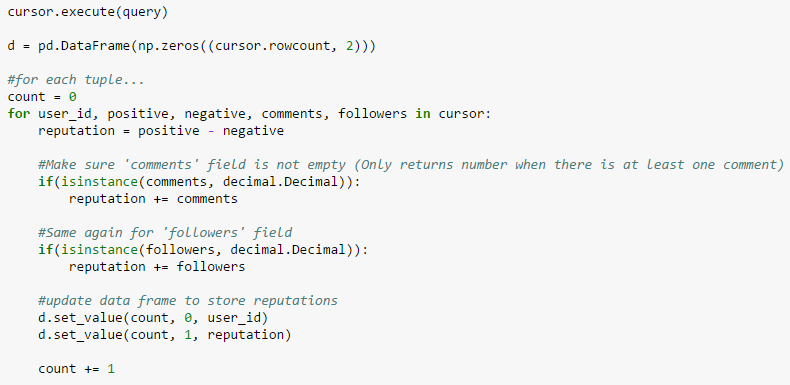 cursor.execute(query)
d = pd.DataFrame(np.zeros((cursor.rowcount, 2)))
#for each tuple...
count = 0
for user_id, positive, negative, comments, followers in cursor:
    reputation = positive - negative
    #Make sure 'comments' field is not empty (Only returns number when there is at least one comment)
    if(isinstance(comments, decimal.Decimal)):
        reputation += comments
    #Same again for 'followers' field
    if(isinstance(followers, decimal.Decimal)):
        reputation += followers
    #update data frame to store reputations
    d.set_value(count, 0, user_id)
    d.set_value(count, 1, reputation)
    count += 1